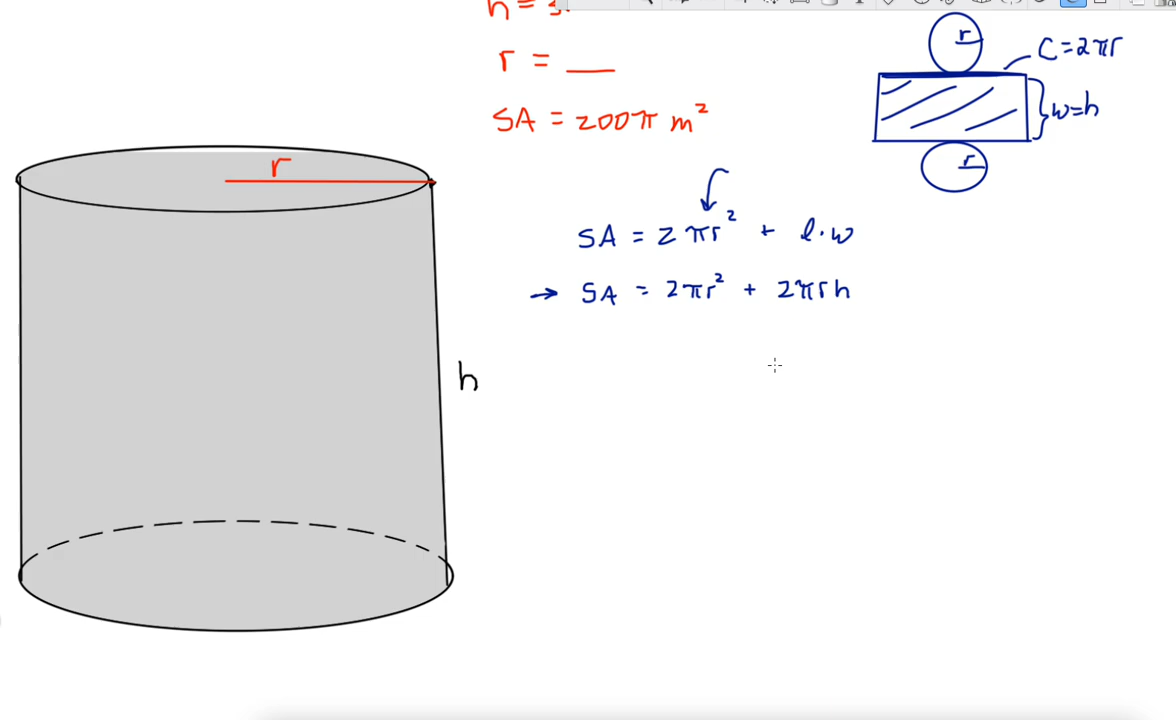 r = ___
SA = 200π m²
r
C = 2πr
w = h
r
r
SA = 2πr² + l·w
→ SA = 2πr² + 2πrh
h